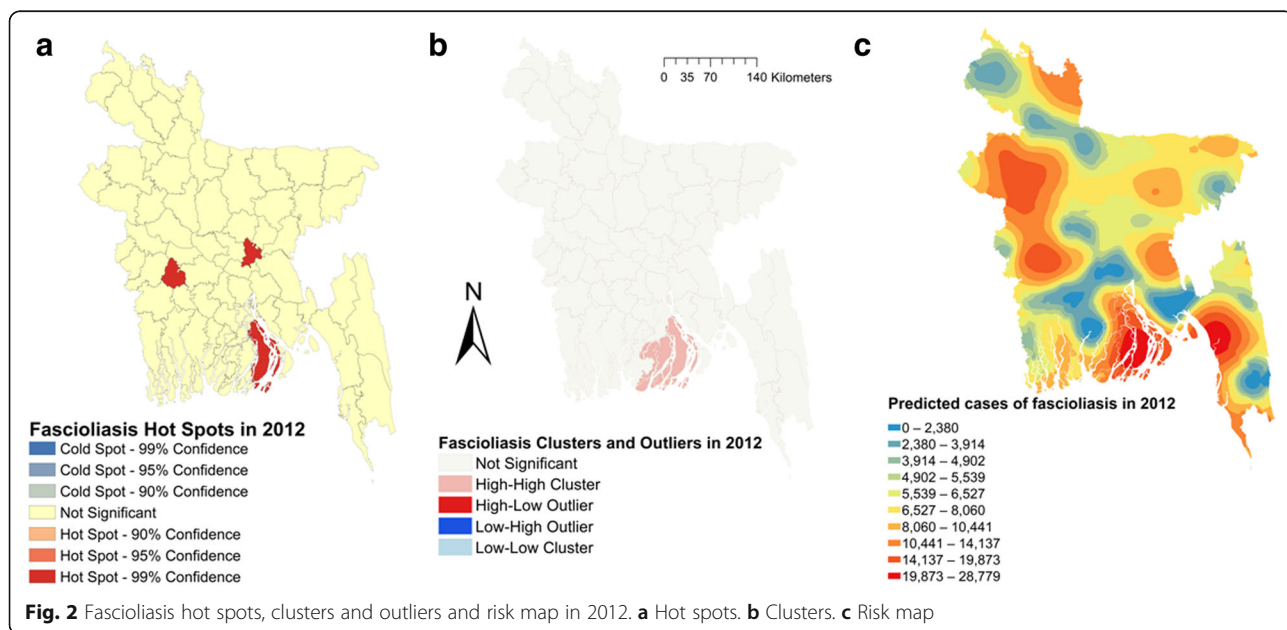 a
Fascioliasis Hot Spots in 2012
Cold Spot - 99% Confidence
Cold Spot - 95% Confidence
Cold Spot - 90% Confidence
Not Significant
Hot Spot - 90% Confidence
Hot Spot - 95% Confidence
Hot Spot - 99% Confidence
b
0 35 70 140 Kilometers
N
Fascioliasis Clusters and Outliers in 2012
Not Significant
High-High Cluster
High-Low Outlier
Low-High Outlier
Low-Low Cluster
c
Predicted cases of fascioliasis in 2012
0 – 2,380
2,380 – 3,914
3,914 – 4,902
4,902 – 5,539
5,539 – 6,527
6,527 – 8,060
8,060 – 10,441
10,441 – 14,137
14,137 – 19,873
19,873 – 28,779
Fig. 2 Fascioliasis hot spots, clusters and outliers and risk map in 2012. a Hot spots. b Clusters. c Risk map